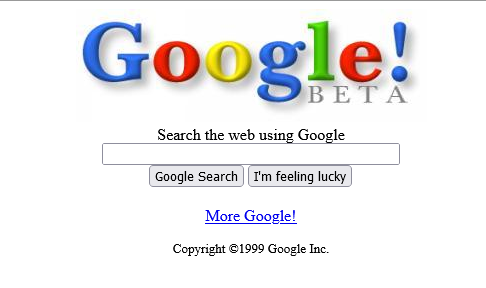 Google!
BETA
Search the web using Google
Google Search I'm feeling lucky
More Google!
Copyright ©1999 Google Inc.